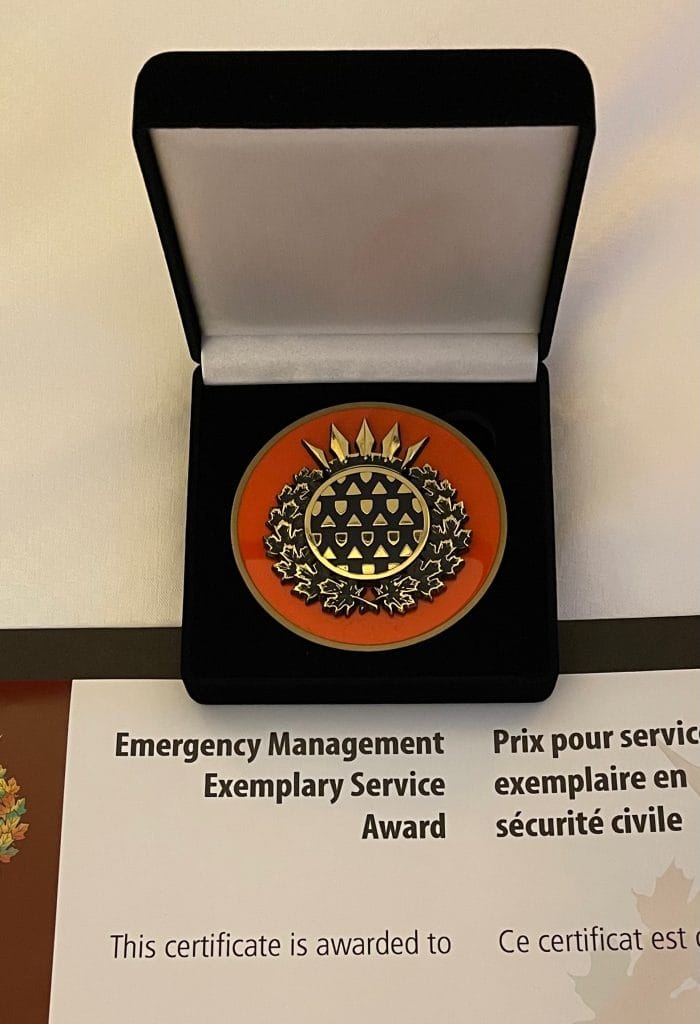 Emergency Management
Exemplary Service
Award
Prix pour
exemplaire en
sécurité civile
This certificate is awarded to
Ce certificat est